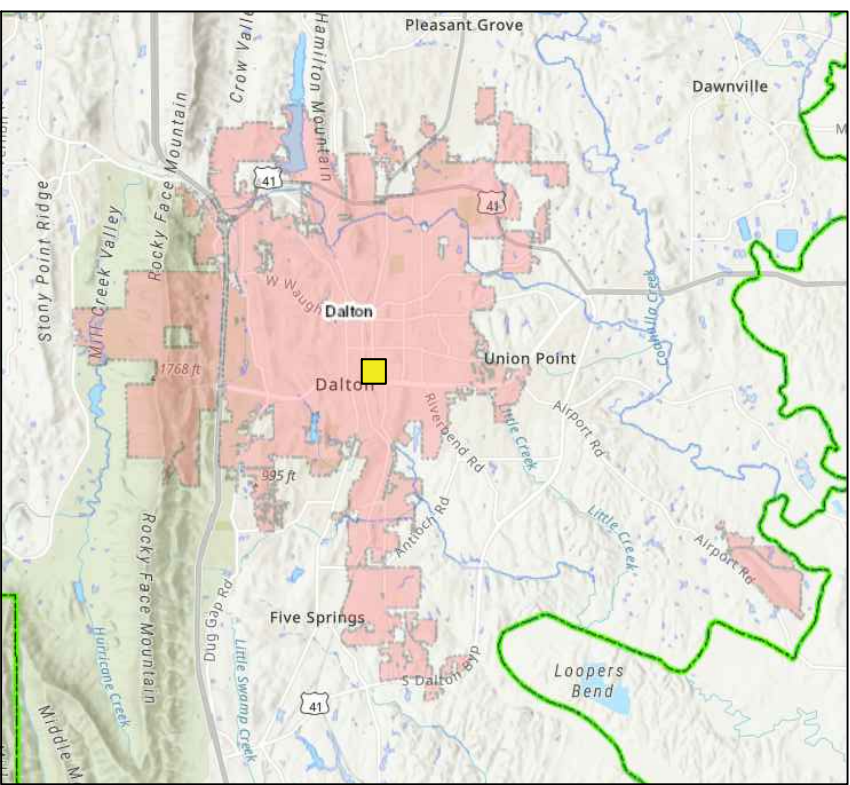 Pleasant Grove
Crow Valle
Hamilton Mountain
Dawnville
M
41
Stony Point Ridge
Rocky Face Mountain
Mill Creek Valley
41
W Waugh
Dalton
Coahulla Creek
Union Point
1768 ft
Dalton
Riverbend Rd
Little Creek
Airport Rd
995 ft
Antioch Rd
Little Creek
Airport Rd
Rocky Face Mountain
Dug Gap Rd
Five Springs
Hurricane Creek
Little Swamp Creek
S Dalton Byp
Loopers
Bend
41
Middle M